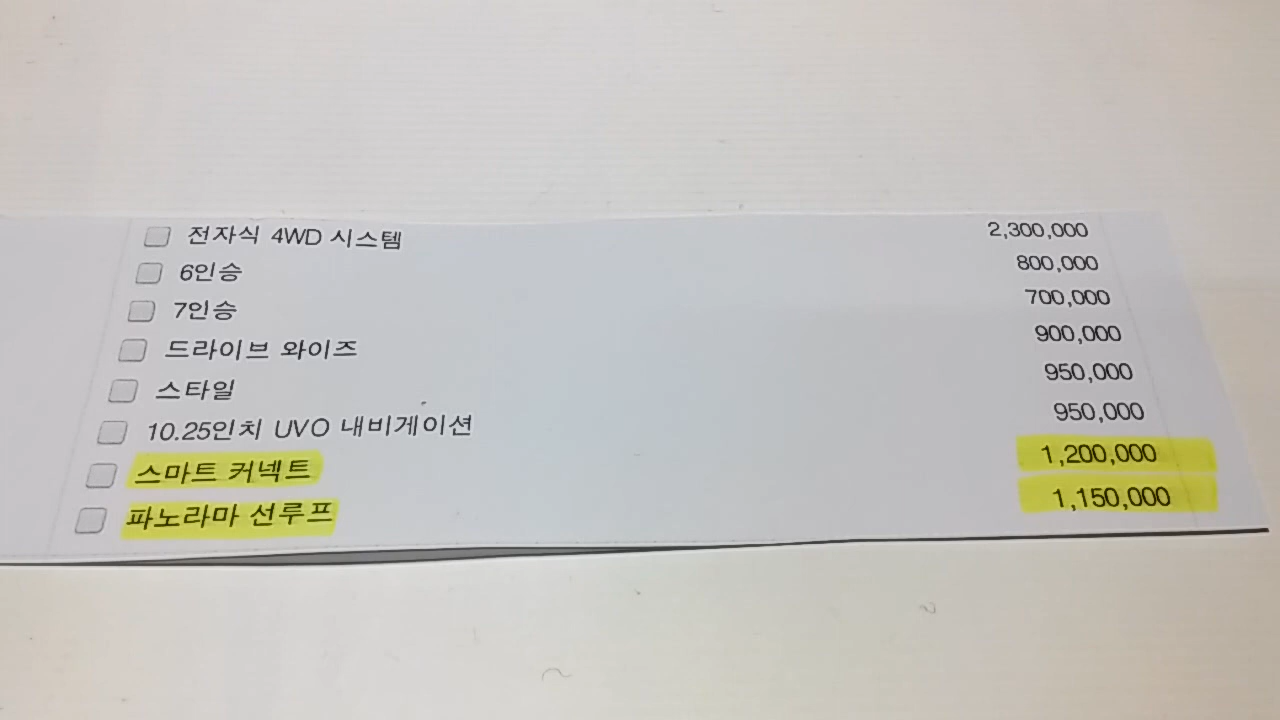 전자식 4WD 시스템 2,300,000
6인승 800,000
7인승 700,000
드라이브 와이즈 900,000
스타일 950,000
10.25인치 UVO 내비게이션 950,000
스마트 커넥트 1,200,000
파노라마 선루프 1,150,000